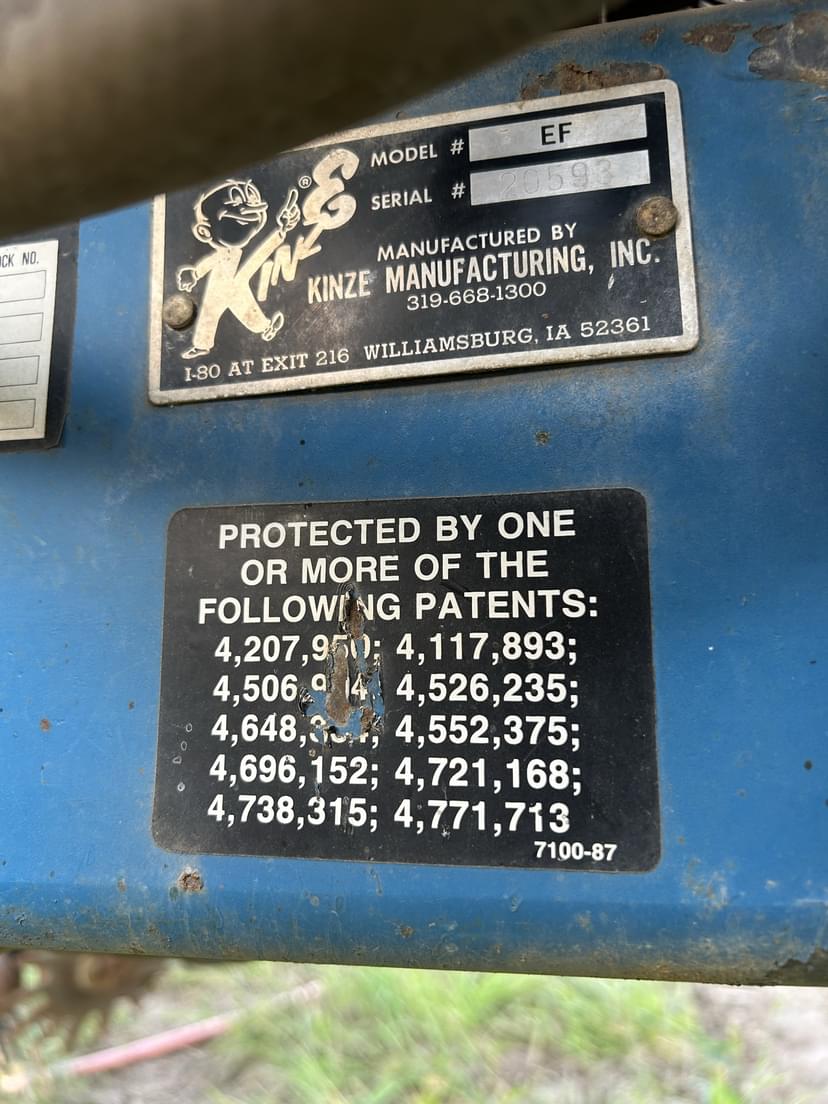 MODEL # EF
SERIAL # 20593
KINZE ®
MANUFACTURED BY
KINZE MANUFACTURING, INC.
319-668-1300
I-80 AT EXIT 216 WILLIAMSBURG, IA 52361
CK NO.
PROTECTED BY ONE
OR MORE OF THE
FOLLOWING PATENTS:
4,117,893;
4,526,235;
4,552,375;
4,696,152; 4,721,168;
4,738,315; 4,771,713
7100-87